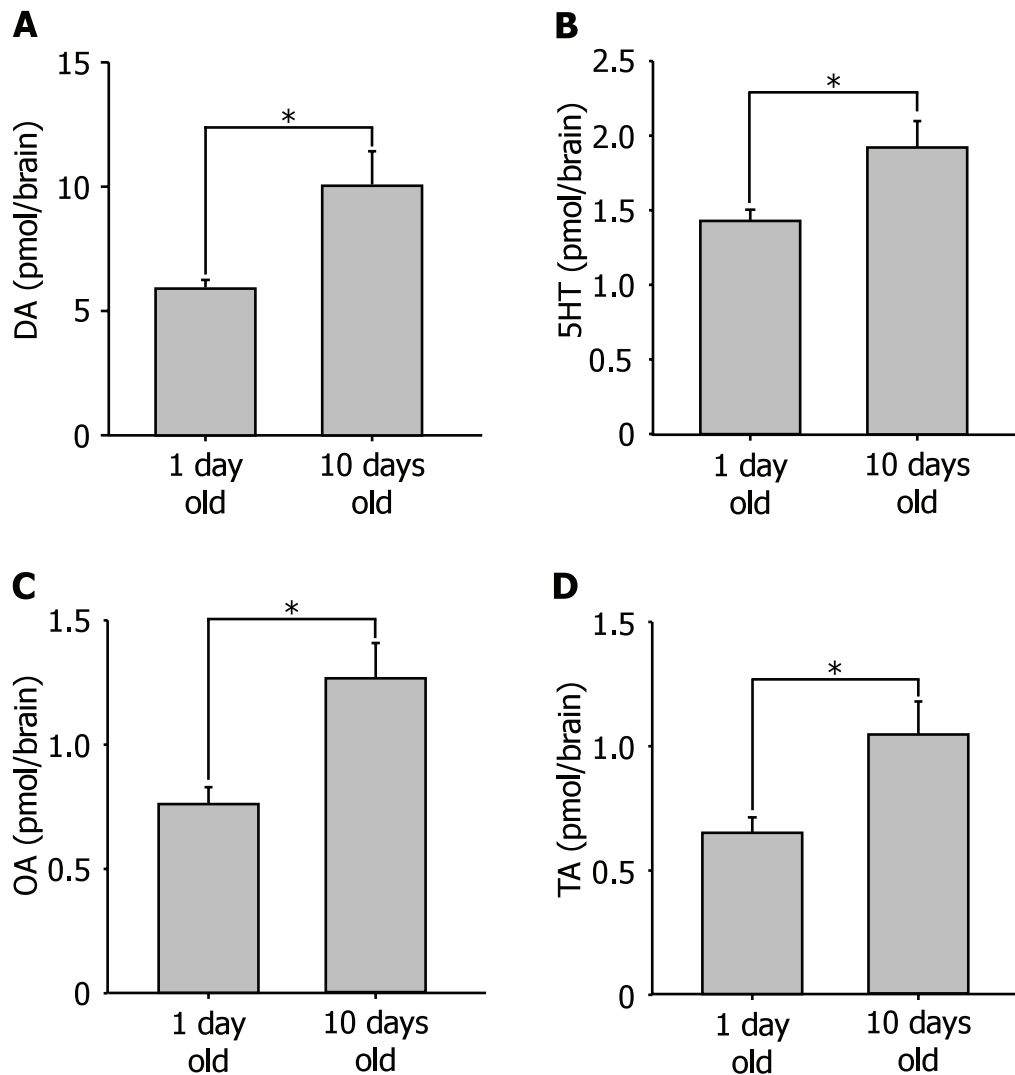 A
DA (pmol/brain)
15
10
5
0
*
1 day
old
10 days
old
B
5HT (pmol/brain)
2.5
2.0
1.5
1.0
0.5
0
*
1 day
old
10 days
old
C
OA (pmol/brain)
1.5
1.0
0.5
0
*
1 day
old
10 days
old
D
TA (pmol/brain)
1.5
1.0
0.5
0
*
1 day
old
10 days
old